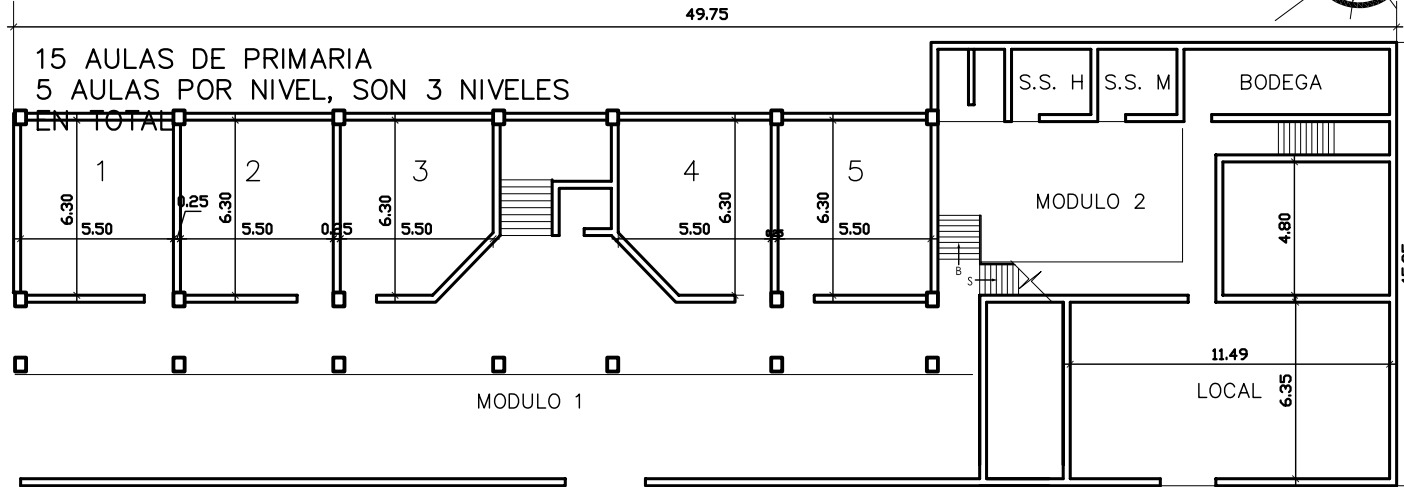 49.75
15 AULAS DE PRIMARIA
5 AULAS POR NIVEL, SON 3 NIVELES
EN TOTAL
S.S. H
S.S. M
BODEGA
1
2
3
4
5
6.30
6.30
6.30
6.30
6.30
0.25
5.50
5.50
0.25
5.50
5.50
0.25
5.50
MODULO 2
4.80
B
S
11.49
LOCAL
6.35
MODULO 1